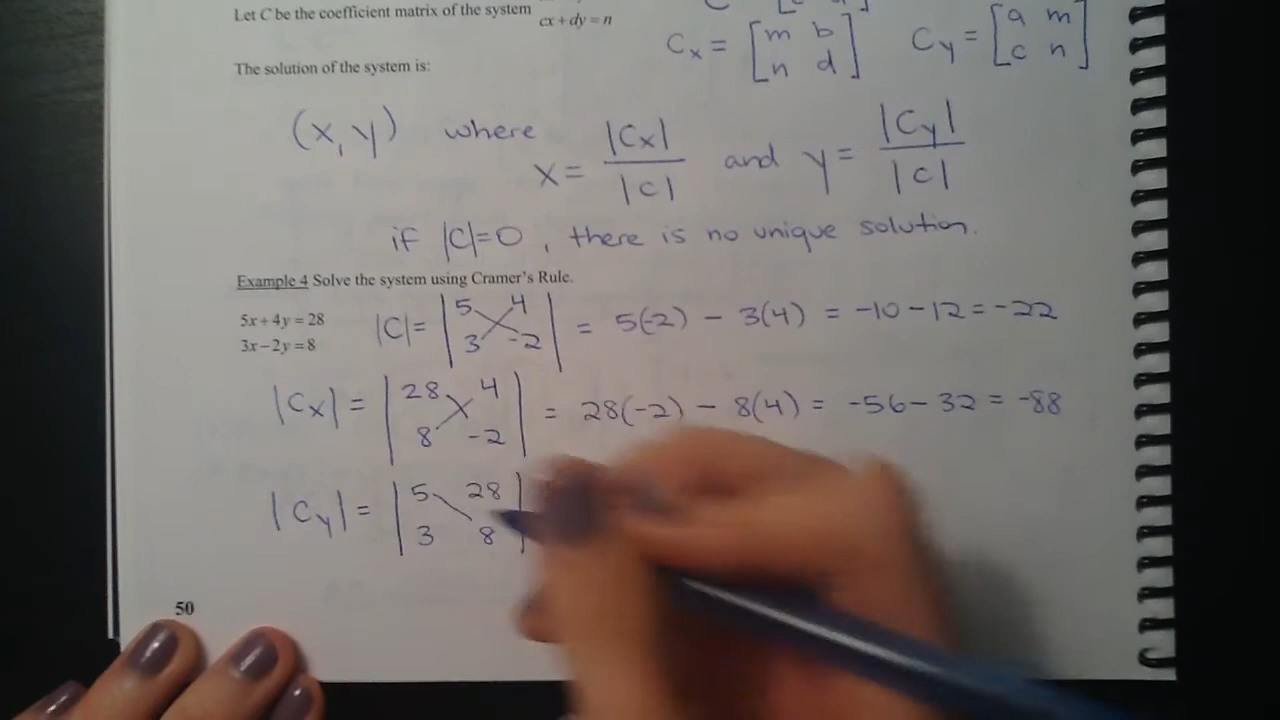 Let C be the coefficient matrix of the system
cx + dy = n
Cx = [m b
n d]
Cy = [a m
c n]
The solution of the system is:
(x, y) where x = |Cx| / |C| and y = |Cy| / |C|
if |C| = 0, there is no unique solution.
Example 4 Solve the system using Cramer's Rule.
5x + 4y = 28
3x − 2y = 8
|C| = |5 4
3 -2| = 5(-2) − 3(4) = -10 − 12 = -22
|Cx| = |28 4
8 -2| = 28(-2) − 8(4) = -56 − 32 = -88
|Cy| = |5 28
3 8|
50